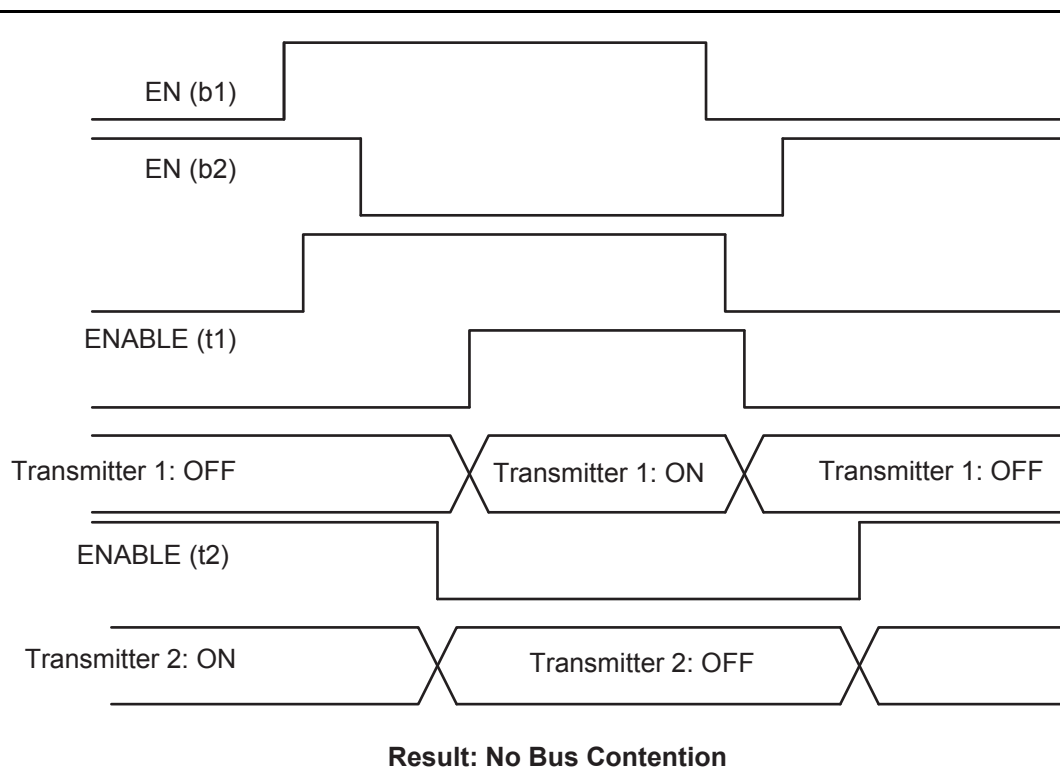 EN (b1)
EN (b2)
ENABLE (t1)
Transmitter 1: OFF
Transmitter 1: ON
Transmitter 1: OFF
ENABLE (t2)
Transmitter 2: ON
Transmitter 2: OFF
Result: No Bus Contention